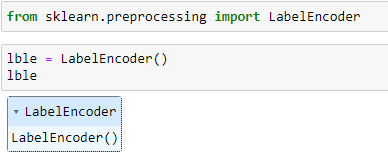 from sklearn.preprocessing import LabelEncoder
lble = LabelEncoder()
lble
▾ LabelEncoder
LabelEncoder()